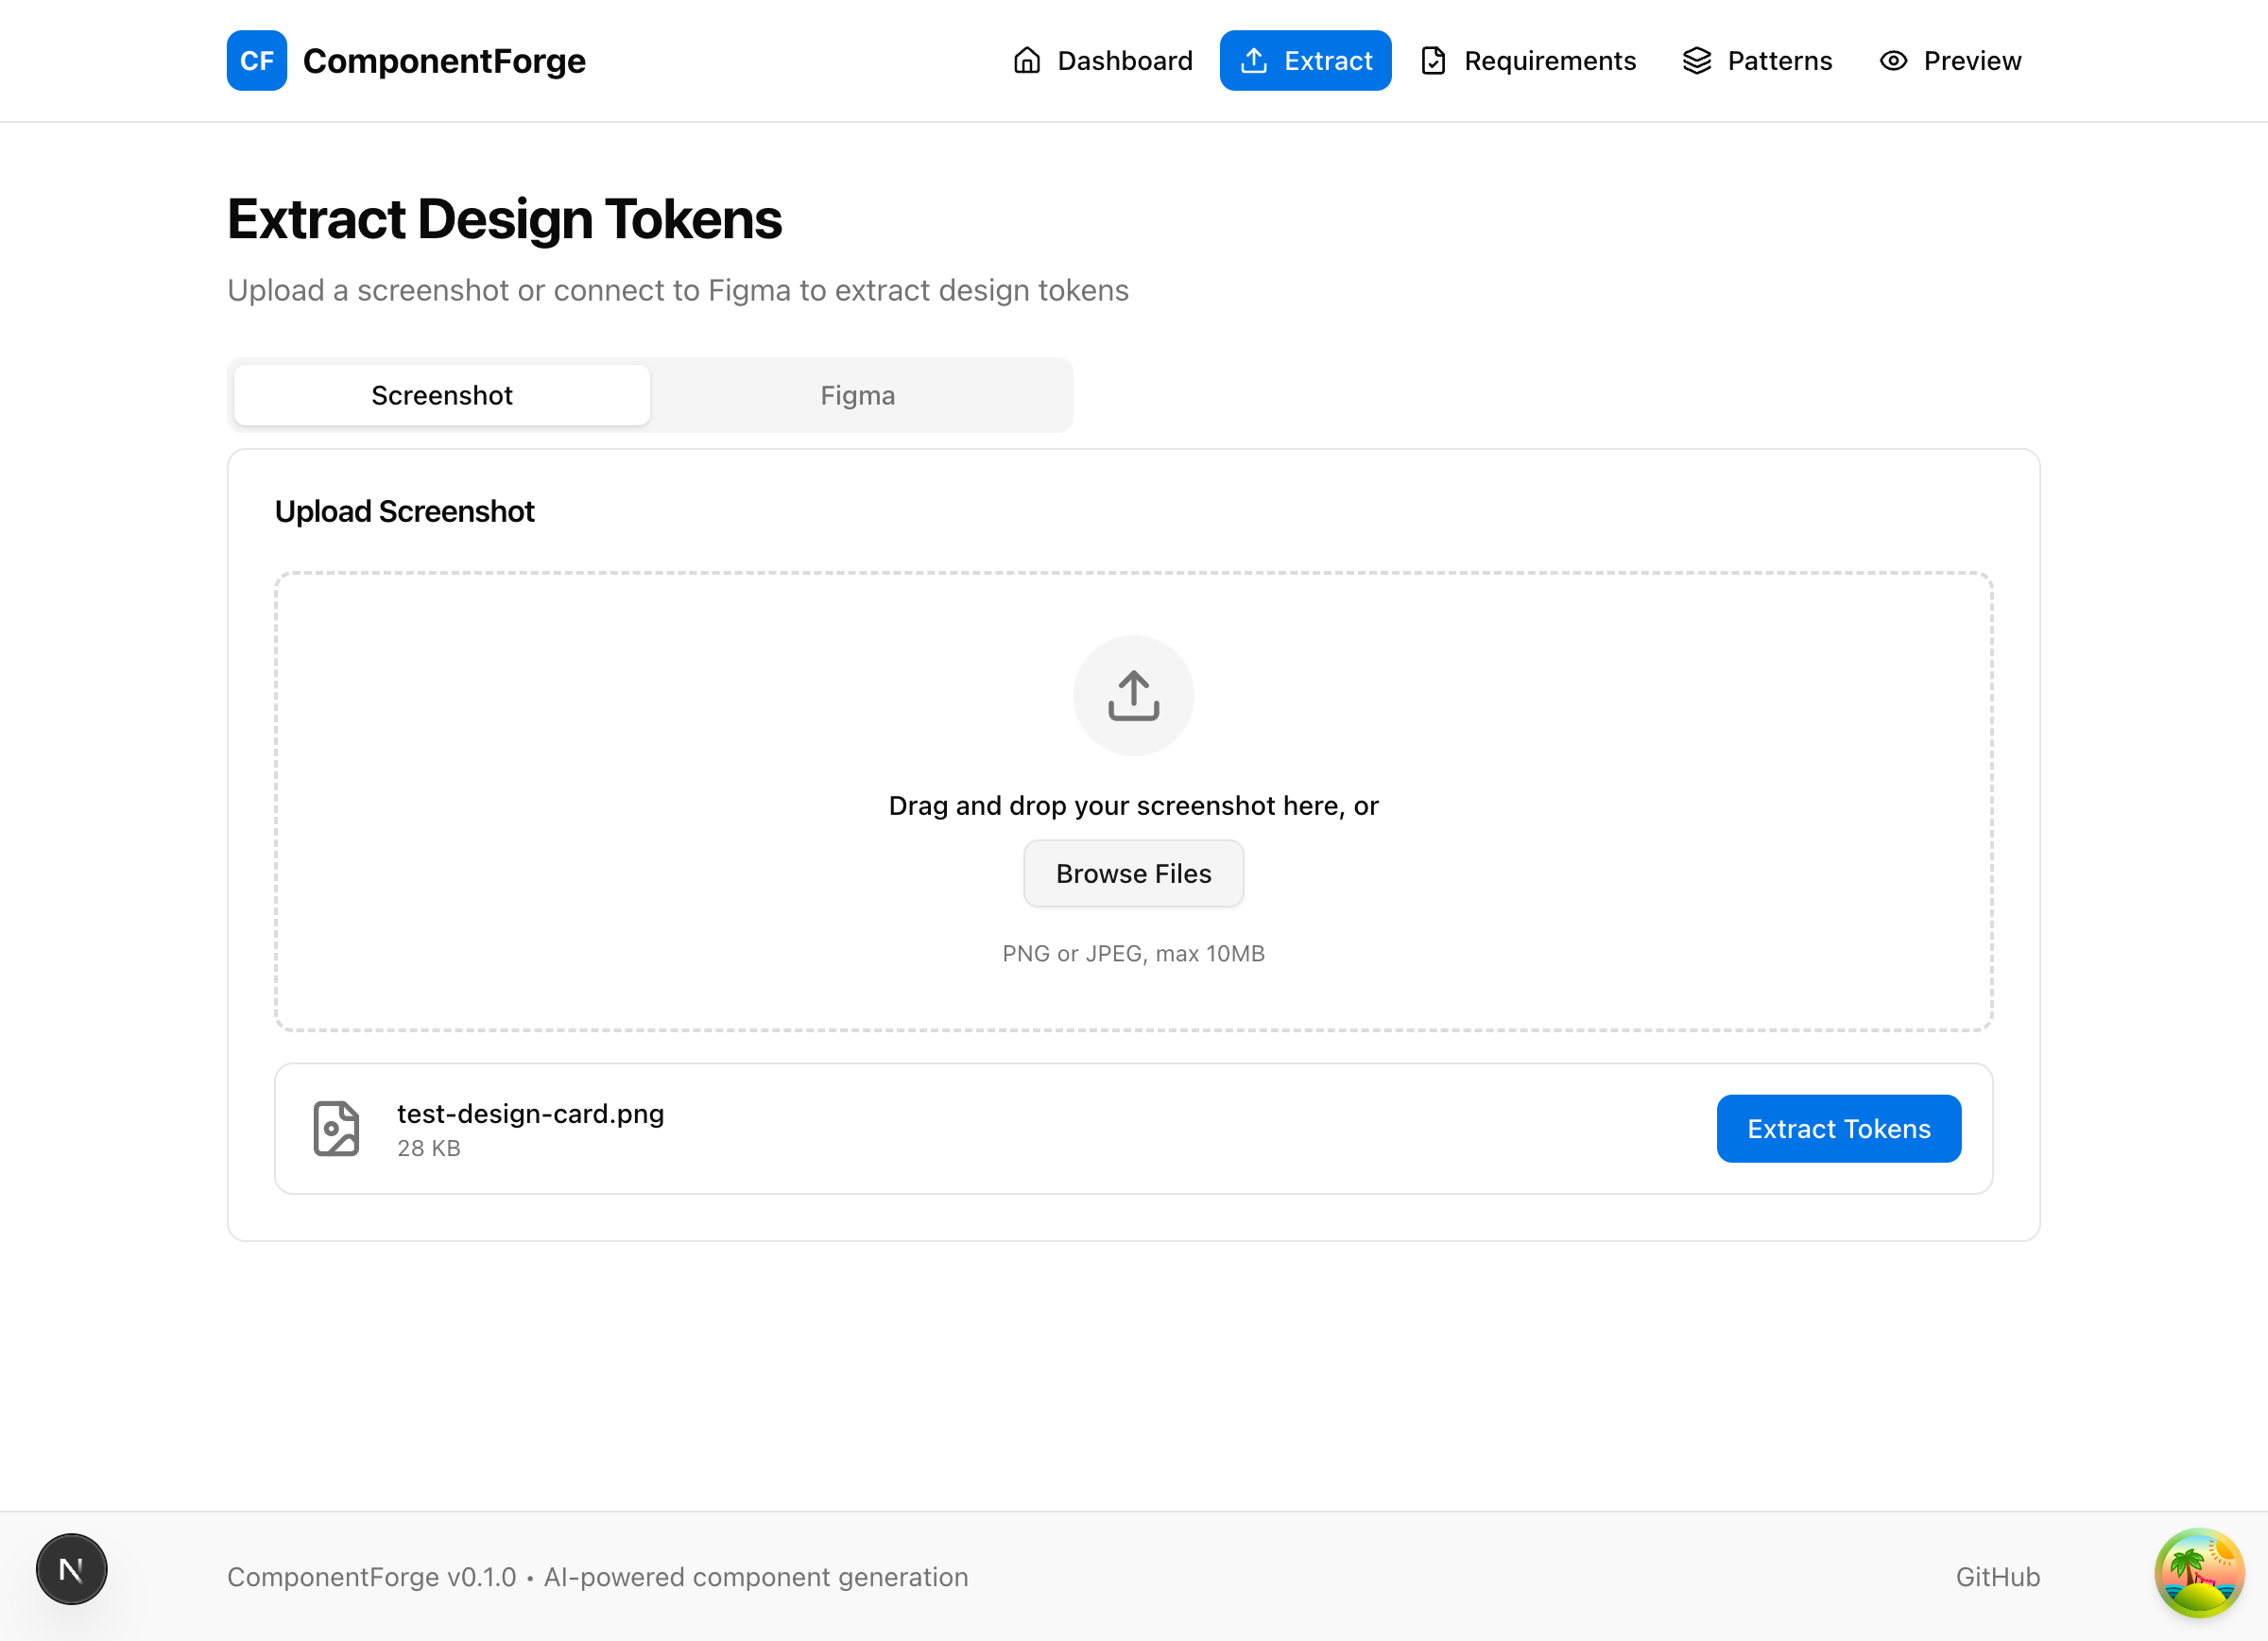 CF ComponentForge Dashboard Extract Requirements Patterns Preview
Extract Design Tokens
Upload a screenshot or connect to Figma to extract design tokens
Screenshot Figma
Upload Screenshot
Drag and drop your screenshot here, or
Browse Files
PNG or JPEG, max 10MB
test-design-card.png
28 KB
Extract Tokens
N
ComponentForge v0.1.0 • AI-powered component generation GitHub